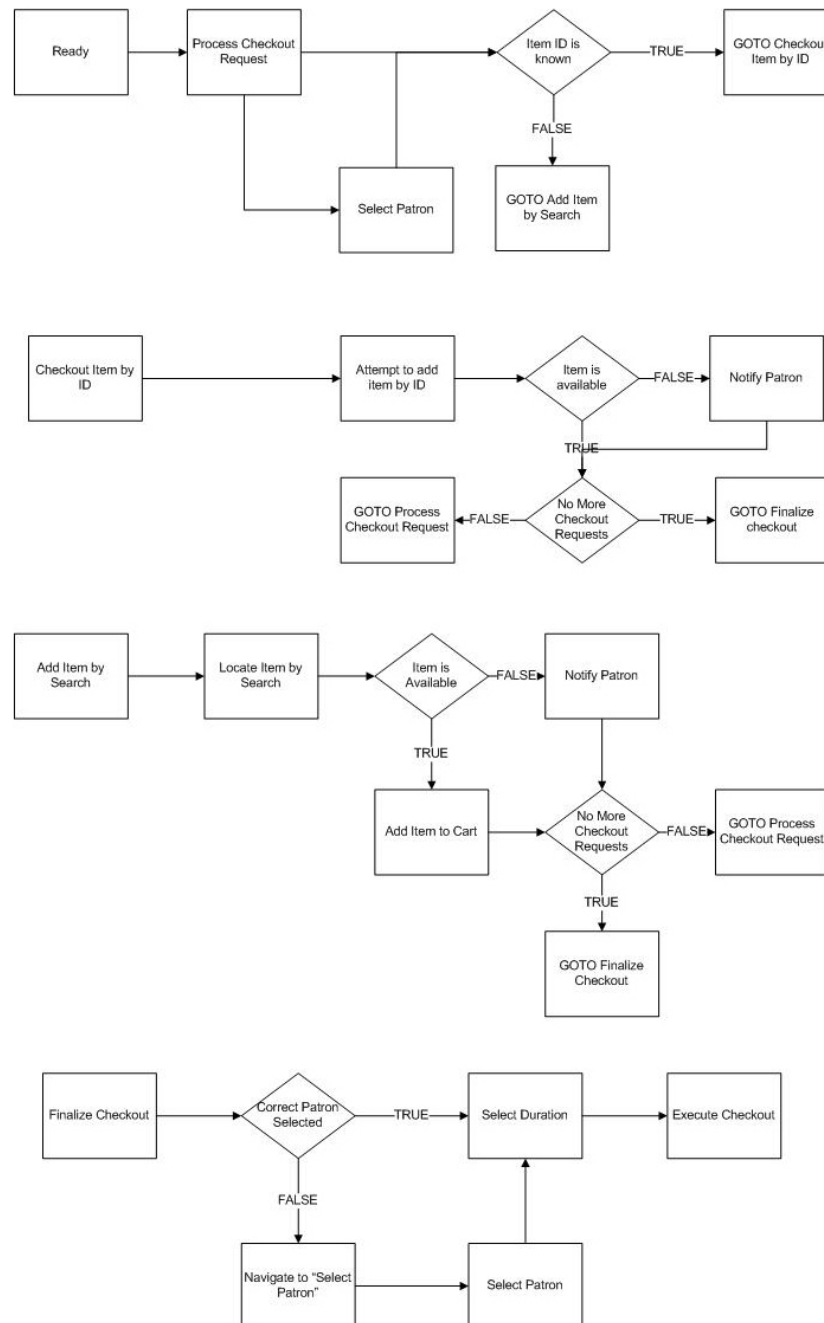 Ready
Process Checkout
Request
Item ID is
known
TRUE
GOTO Checkout
Item by ID
FALSE
Select Patron
GOTO Add Item
by Search
Checkout Item by
ID
Attempt to add
item by ID
Item is
available
FALSE
Notify Patron
TRUE
GOTO Process
Checkout Request
FALSE
No More
Checkout
Requests
TRUE
GOTO Finalize
checkout
Add Item by
Search
Locate Item by
Search
Item is
Available
FALSE
Notify Patron
TRUE
Add Item to Cart
No More
Checkout
Requests
FALSE
GOTO Process
Checkout Request
TRUE
GOTO Finalize
Checkout
Finalize Checkout
Correct Patron
Selected
TRUE
Select Duration
Execute Checkout
FALSE
Navigate to “Select
Patron”
Select Patron